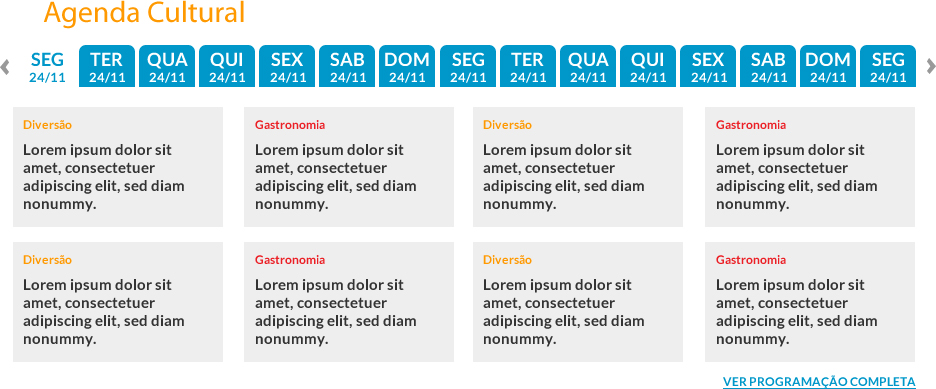 Agenda Cultural
SEG TER QUA QUI SEX SAB DOM SEG TER QUA QUI SEX SAB DOM SEG
24/11 24/11 24/11 24/11 24/11 24/11 24/11 24/11 24/11 24/11 24/11 24/11 24/11 24/11 24/11
Diversão
Lorem ipsum dolor sit
amet, consectetuer
adipiscing elit, sed diam
nonummy.
Gastronomia
Lorem ipsum dolor sit
amet, consectetuer
adipiscing elit, sed diam
nonummy.
Diversão
Lorem ipsum dolor sit
amet, consectetuer
adipiscing elit, sed diam
nonummy.
Gastronomia
Lorem ipsum dolor sit
amet, consectetuer
adipiscing elit, sed diam
nonummy.
Diversão
Lorem ipsum dolor sit
amet, consectetuer
adipiscing elit, sed diam
nonummy.
Gastronomia
Lorem ipsum dolor sit
amet, consectetuer
adipiscing elit, sed diam
nonummy.
Diversão
Lorem ipsum dolor sit
amet, consectetuer
adipiscing elit, sed diam
nonummy.
Gastronomia
Lorem ipsum dolor sit
amet, consectetuer
adipiscing elit, sed diam
nonummy.
VER PROGRAMAÇÃO COMPLETA